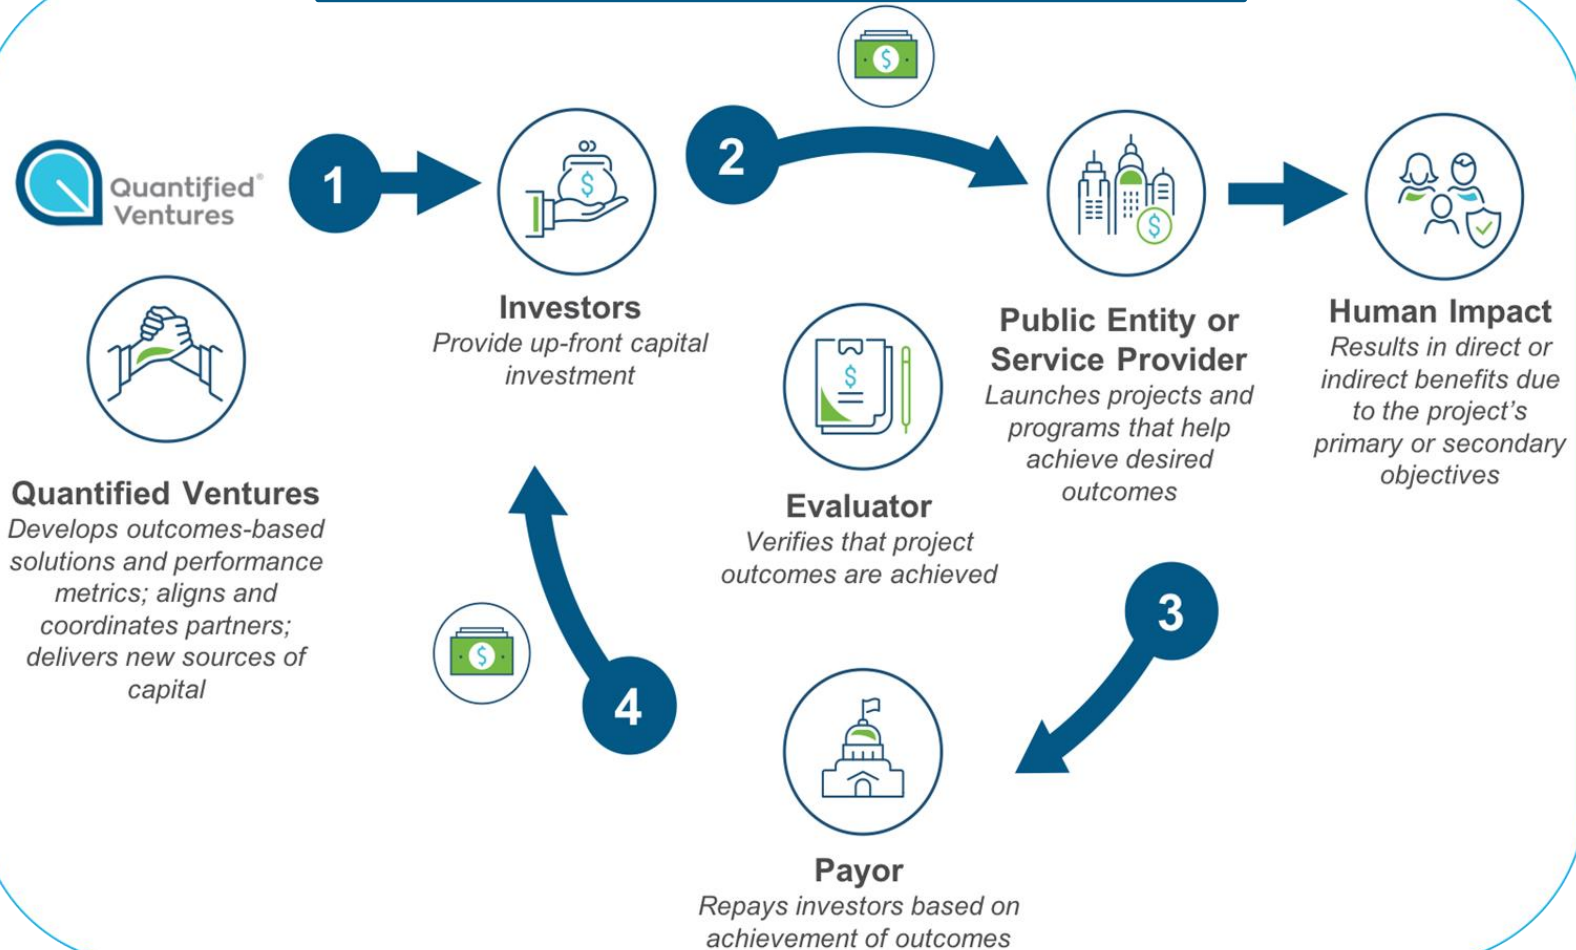 Quantified®
Ventures
1
2
$
$
$
Investors
Provide up-front capital
investment
Public Entity or
Service Provider
Launches projects and
programs that help
achieve desired
outcomes
Human Impact
Results in direct or
indirect benefits due
to the project's
primary or secondary
objectives
$
Evaluator
Verifies that project
outcomes are achieved
Quantified Ventures
Develops outcomes-based
solutions and performance
metrics; aligns and
coordinates partners;
delivers new sources of
capital
3
$
4
Payor
Repays investors based on
achievement of outcomes